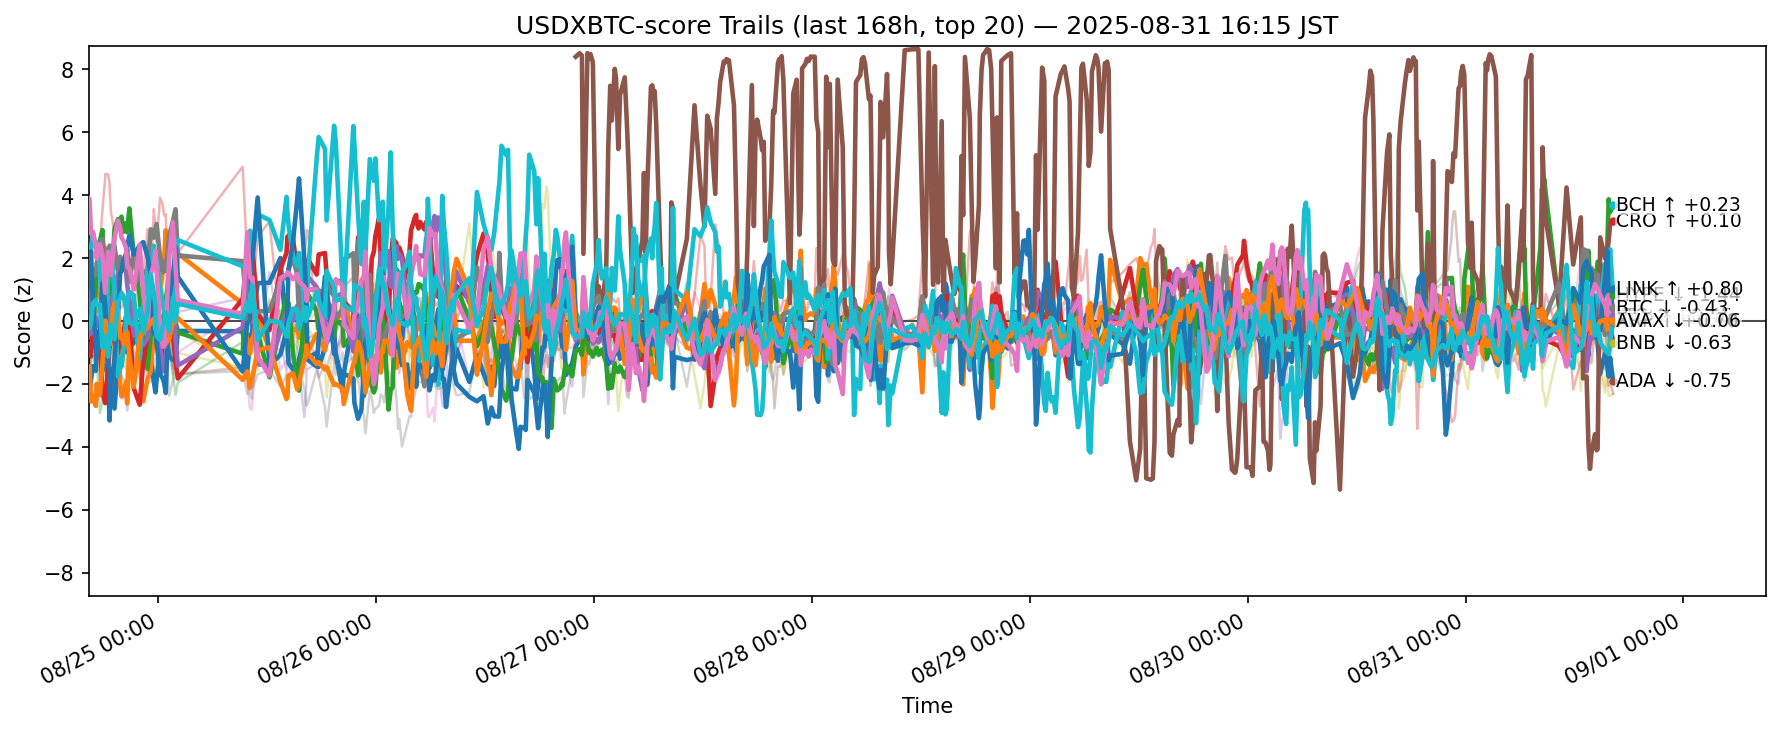 USDXBTC-score Trails (last 168h, top 20) — 2025-08-31 16:15 JST
Score (z)
8
6
4
2
0
−2
−4
−6
−8
BCH ↑ +0.23
CRO ↑ +0.10
LINK ↑ +0.80
BTC ↓ -0.43
AVAX ↓ +0.06
BNB ↓ -0.63
ADA ↓ -0.75
08/25 00:00
08/26 00:00
08/27 00:00
08/28 00:00
08/29 00:00
08/30 00:00
08/31 00:00
09/01 00:00
Time